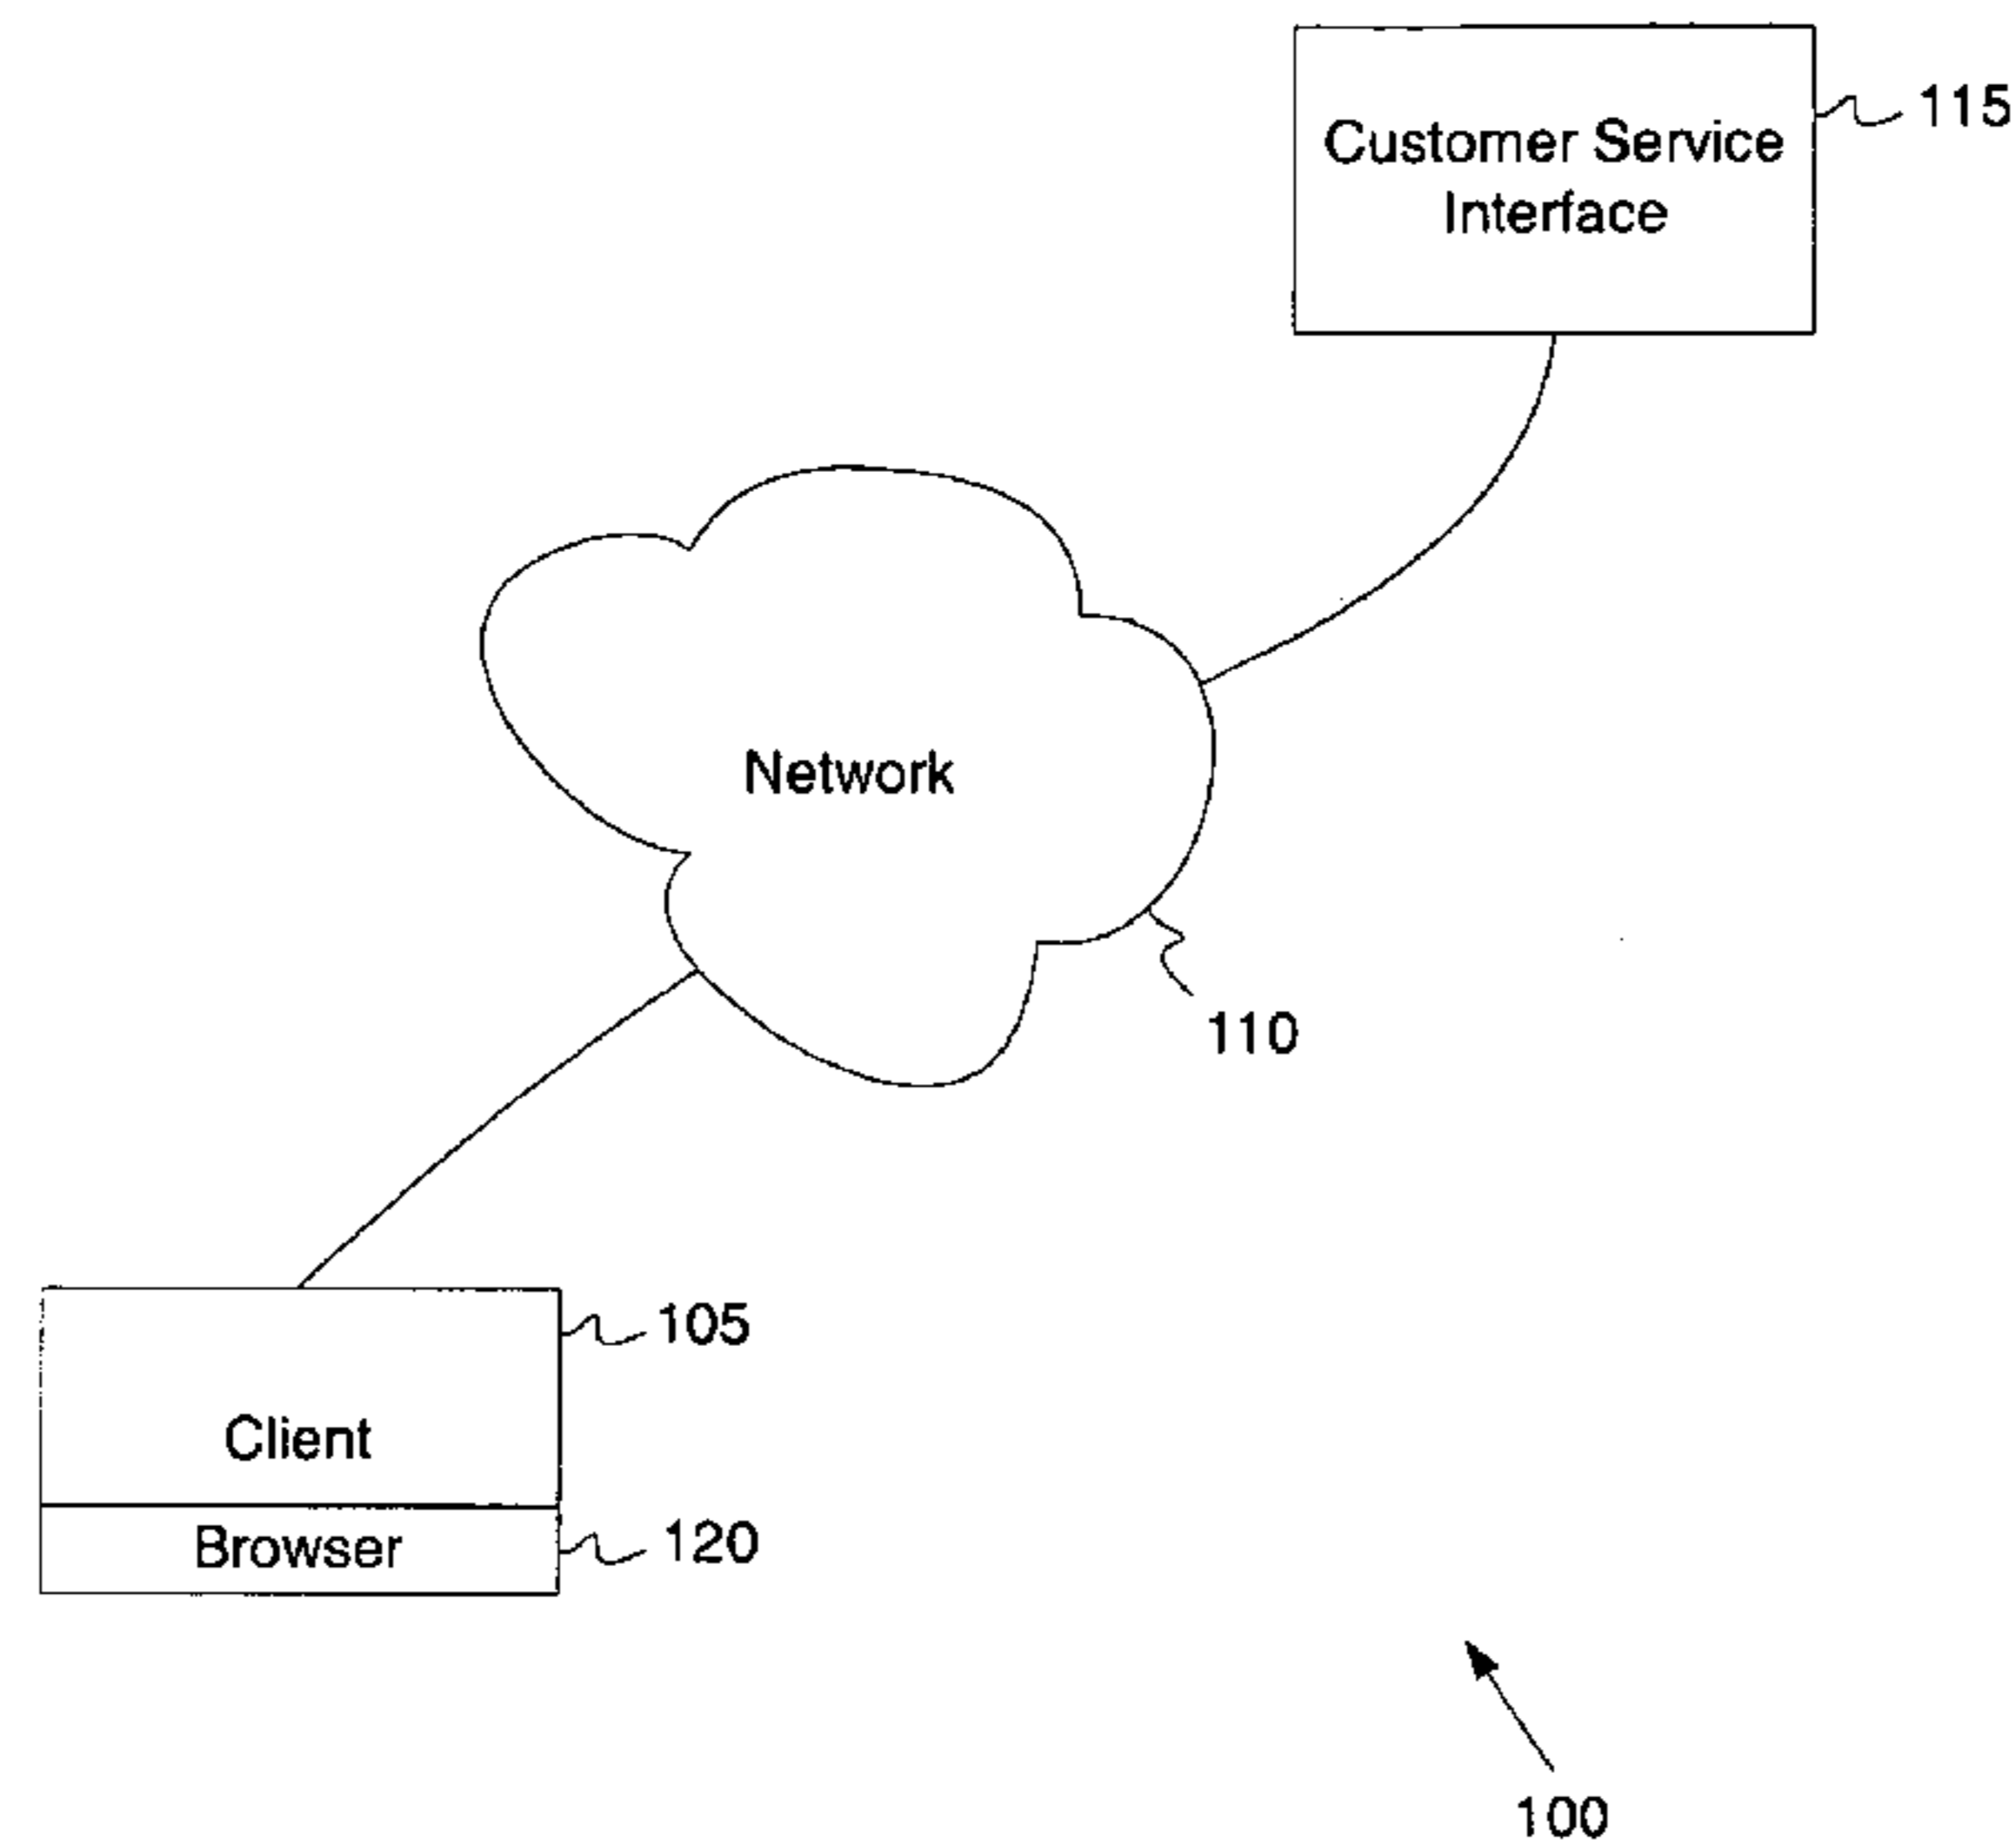 Customer Service
Interface
115
Network
110
105
Client
Browser
120
100